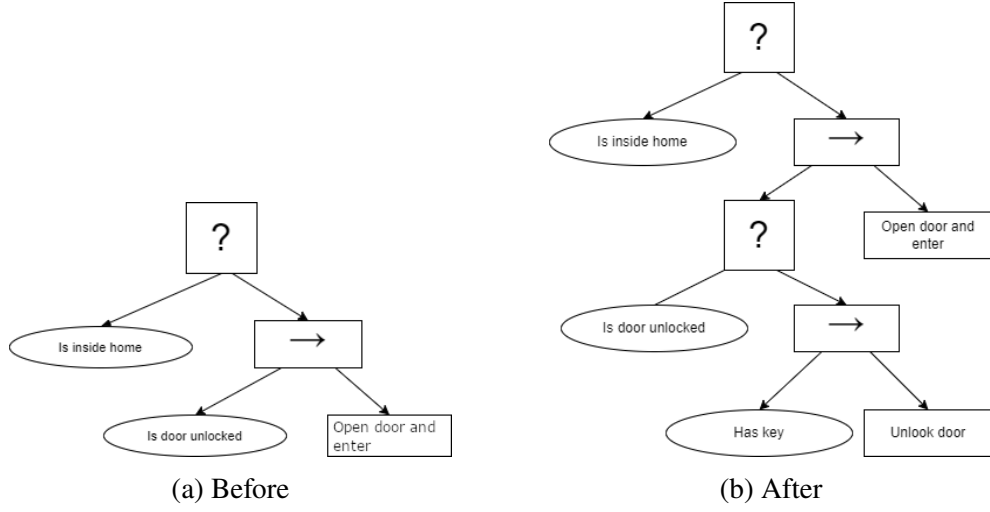 ?
Is inside home
→
Is door unlocked
Open door and
enter
(a) Before
?
Is inside home
→
?
Open door and
enter
Is door unlocked
→
Has key
Unlook door
(b) After